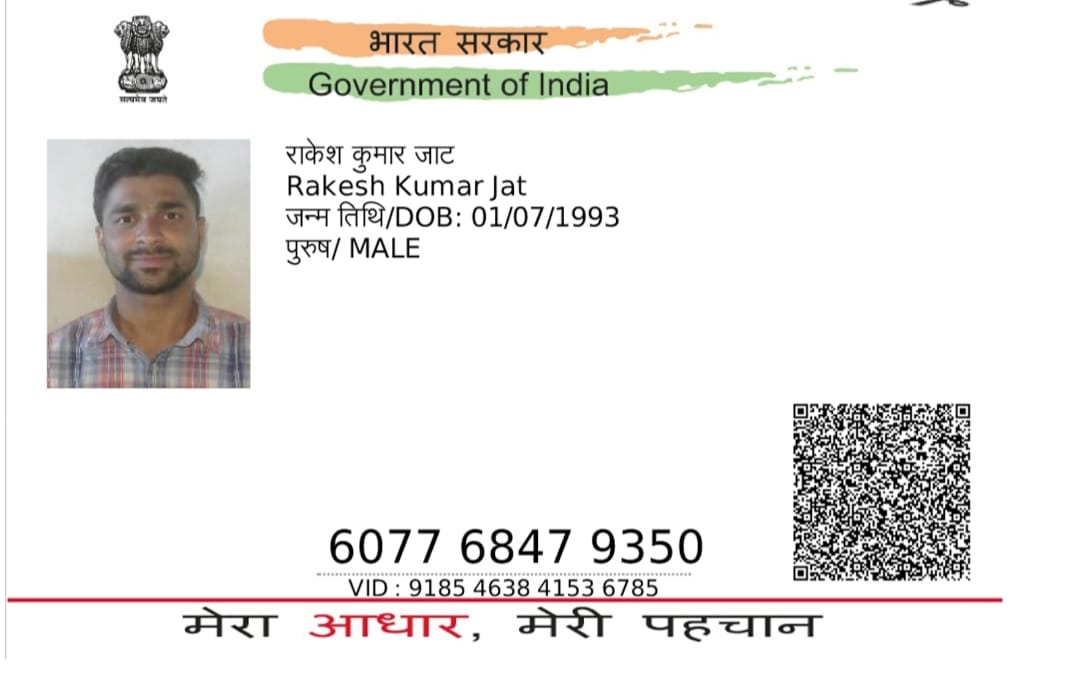 भारत सरकार
Government of India
सत्यमेव जयते
राकेश कुमार जाट
Rakesh Kumar Jat
जन्म तिथि/DOB: 01/07/1993
पुरुष/ MALE
6077 6847 9350
VID : 9185 4638 4153 6785
मेरा आधार, मेरी पहचान